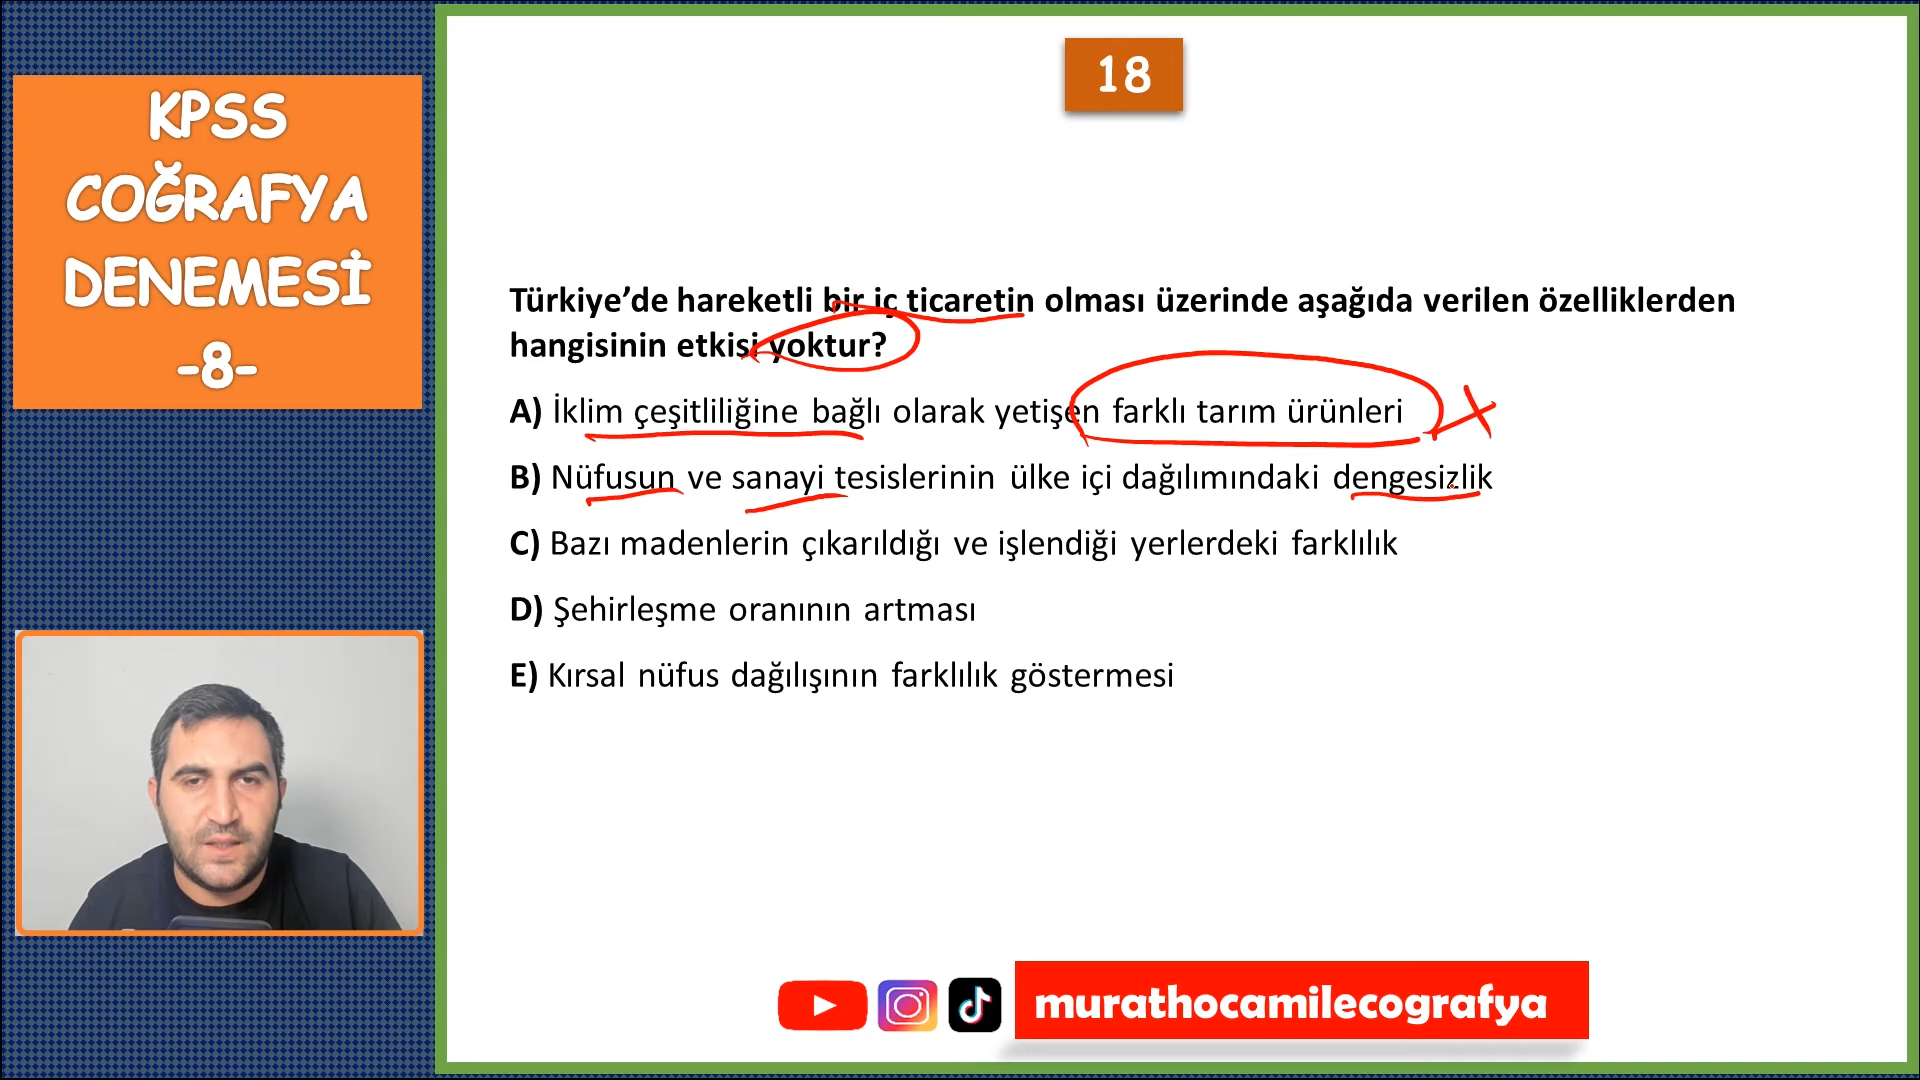 KPSS
COĞRAFYA
DENEMESİ
-8-
18
Türkiye’de hareketli bir iç ticaretin olması üzerinde aşağıda verilen özelliklerden
hangisinin etkisi yoktur?
A) İklim çeşitliliğine bağlı olarak yetişen farklı tarım ürünleri
B) Nüfusun ve sanayi tesislerinin ülke içi dağılımındaki dengesizlik
C) Bazı madenlerin çıkarıldığı ve işlendiği yerlerdeki farklılık
D) Şehirleşme oranının artması
E) Kırsal nüfus dağılışının farklılık göstermesi
murathocamilecografya